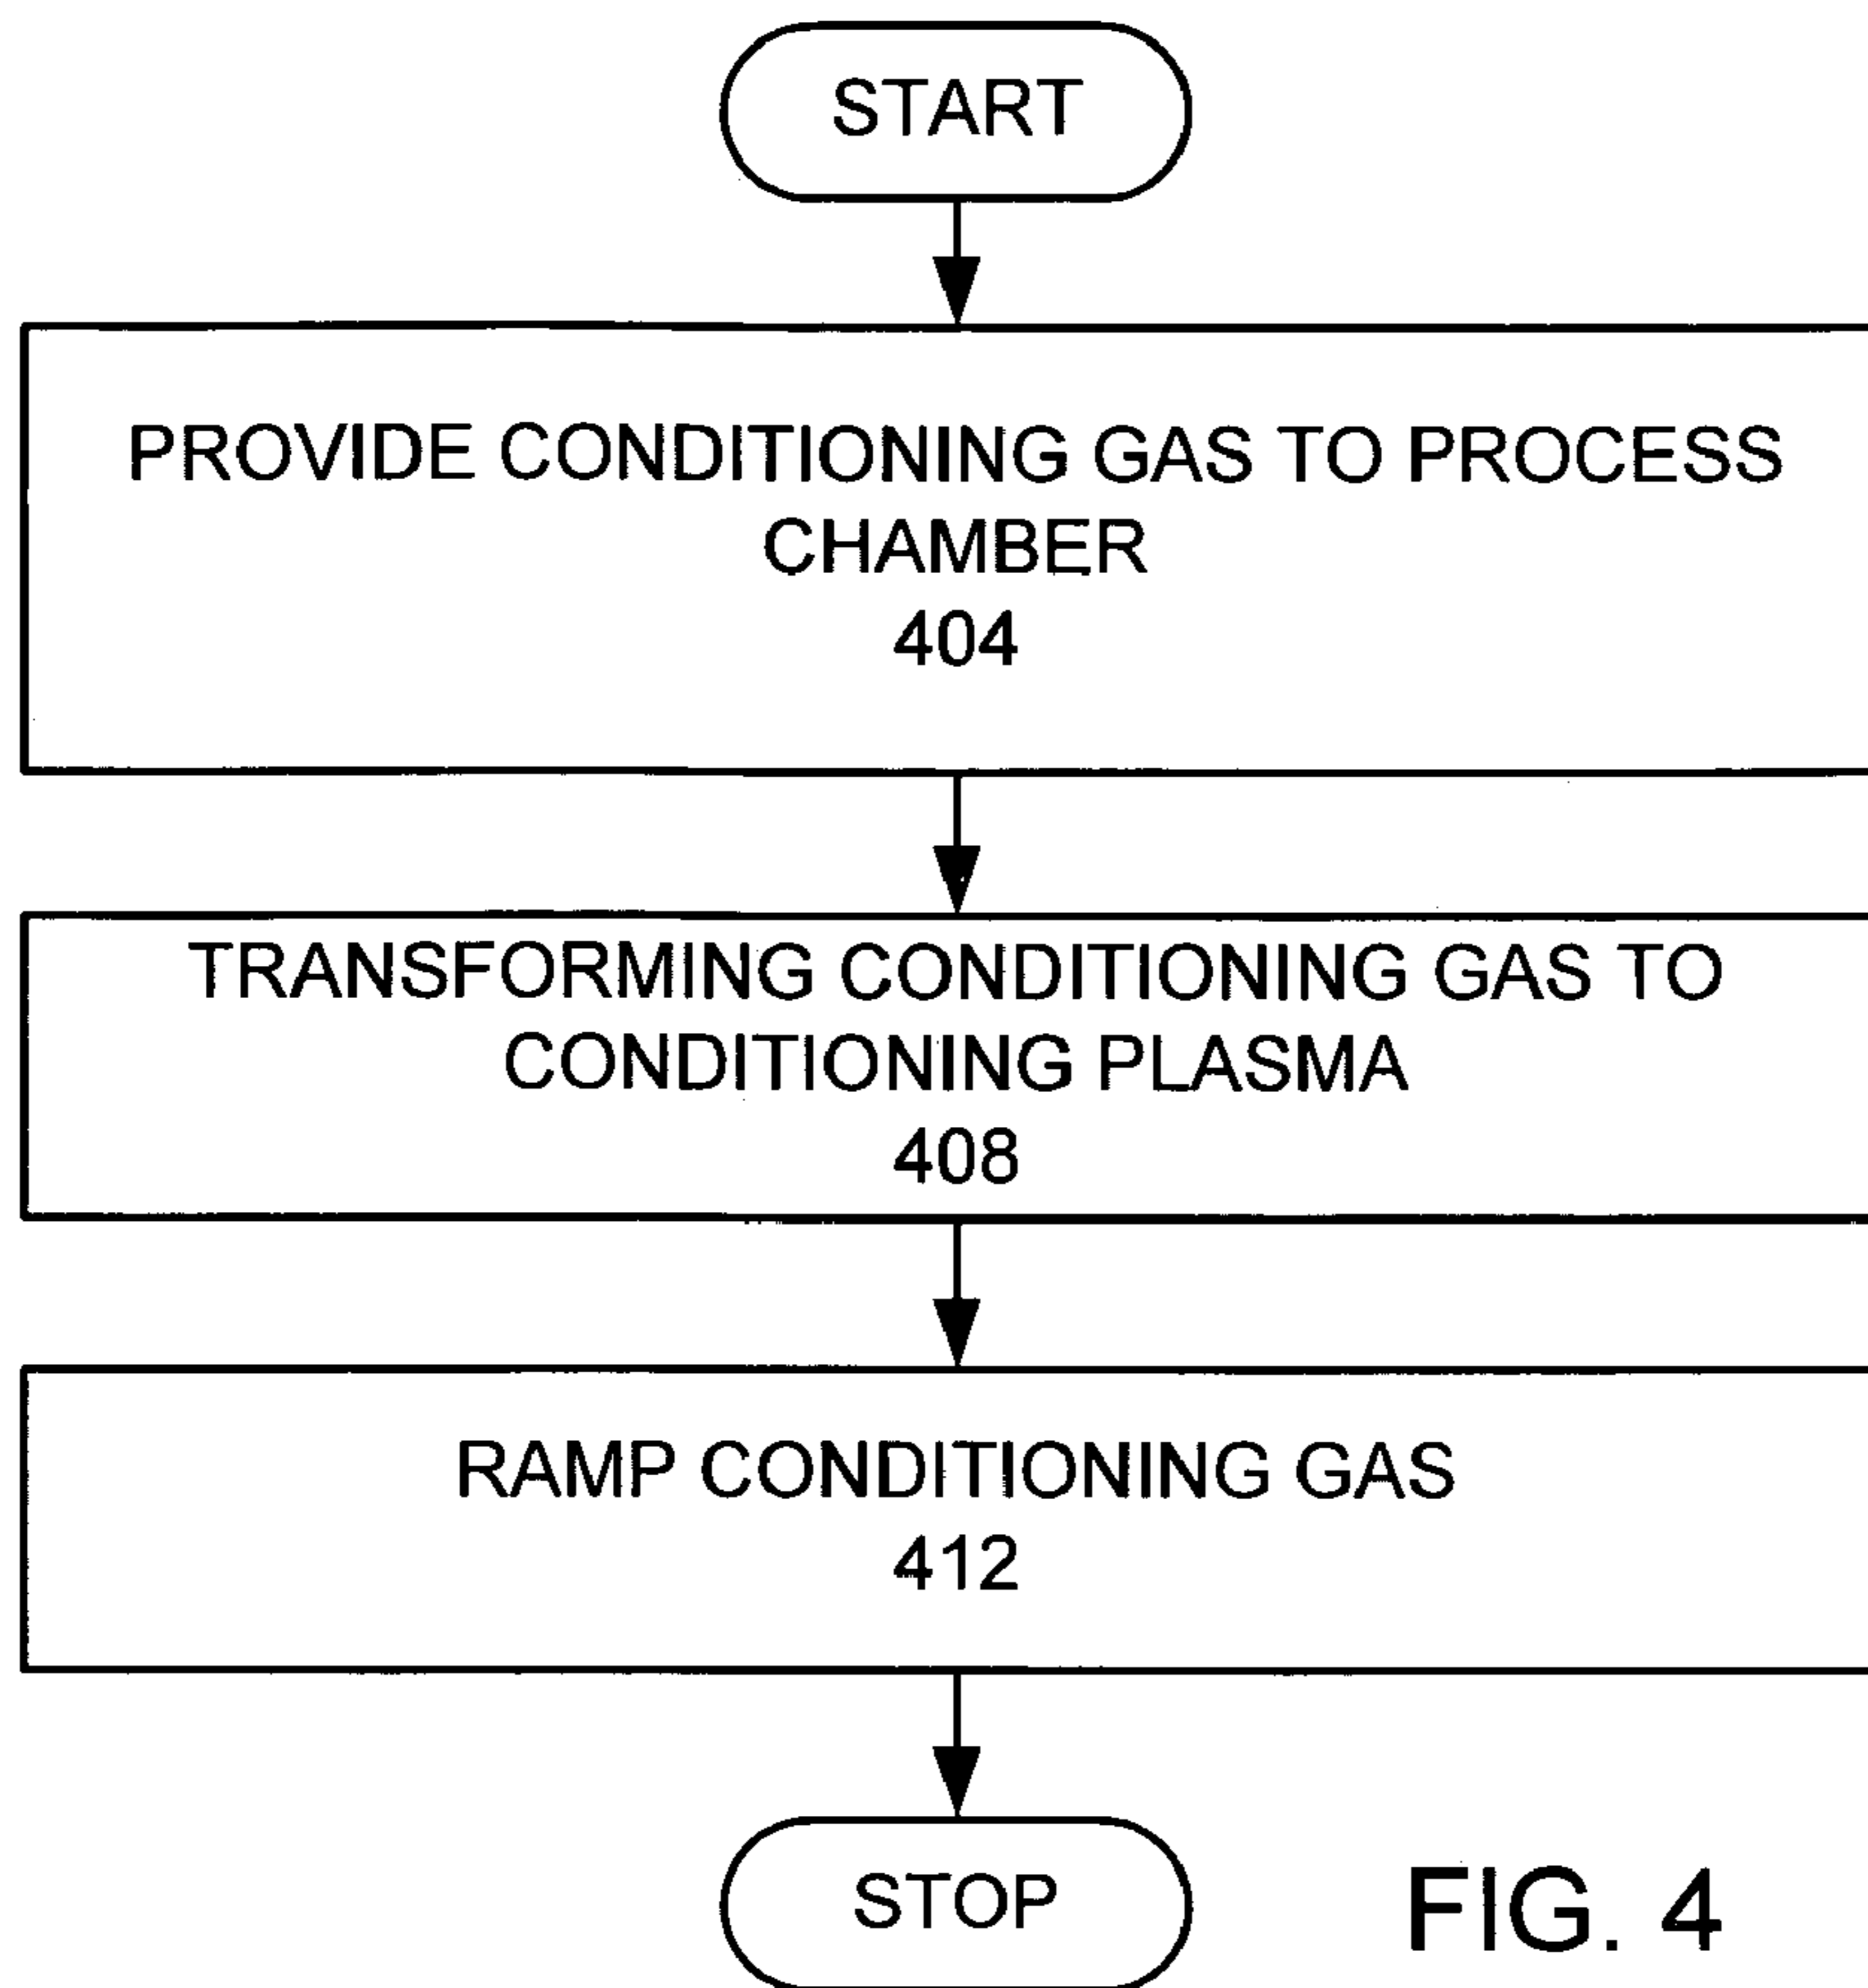 START
PROVIDE CONDITIONING GAS TO PROCESS
CHAMBER
404
TRANSFORMING CONDITIONING GAS TO
CONDITIONING PLASMA
408
RAMP CONDITIONING GAS
412
STOP
FIG. 4